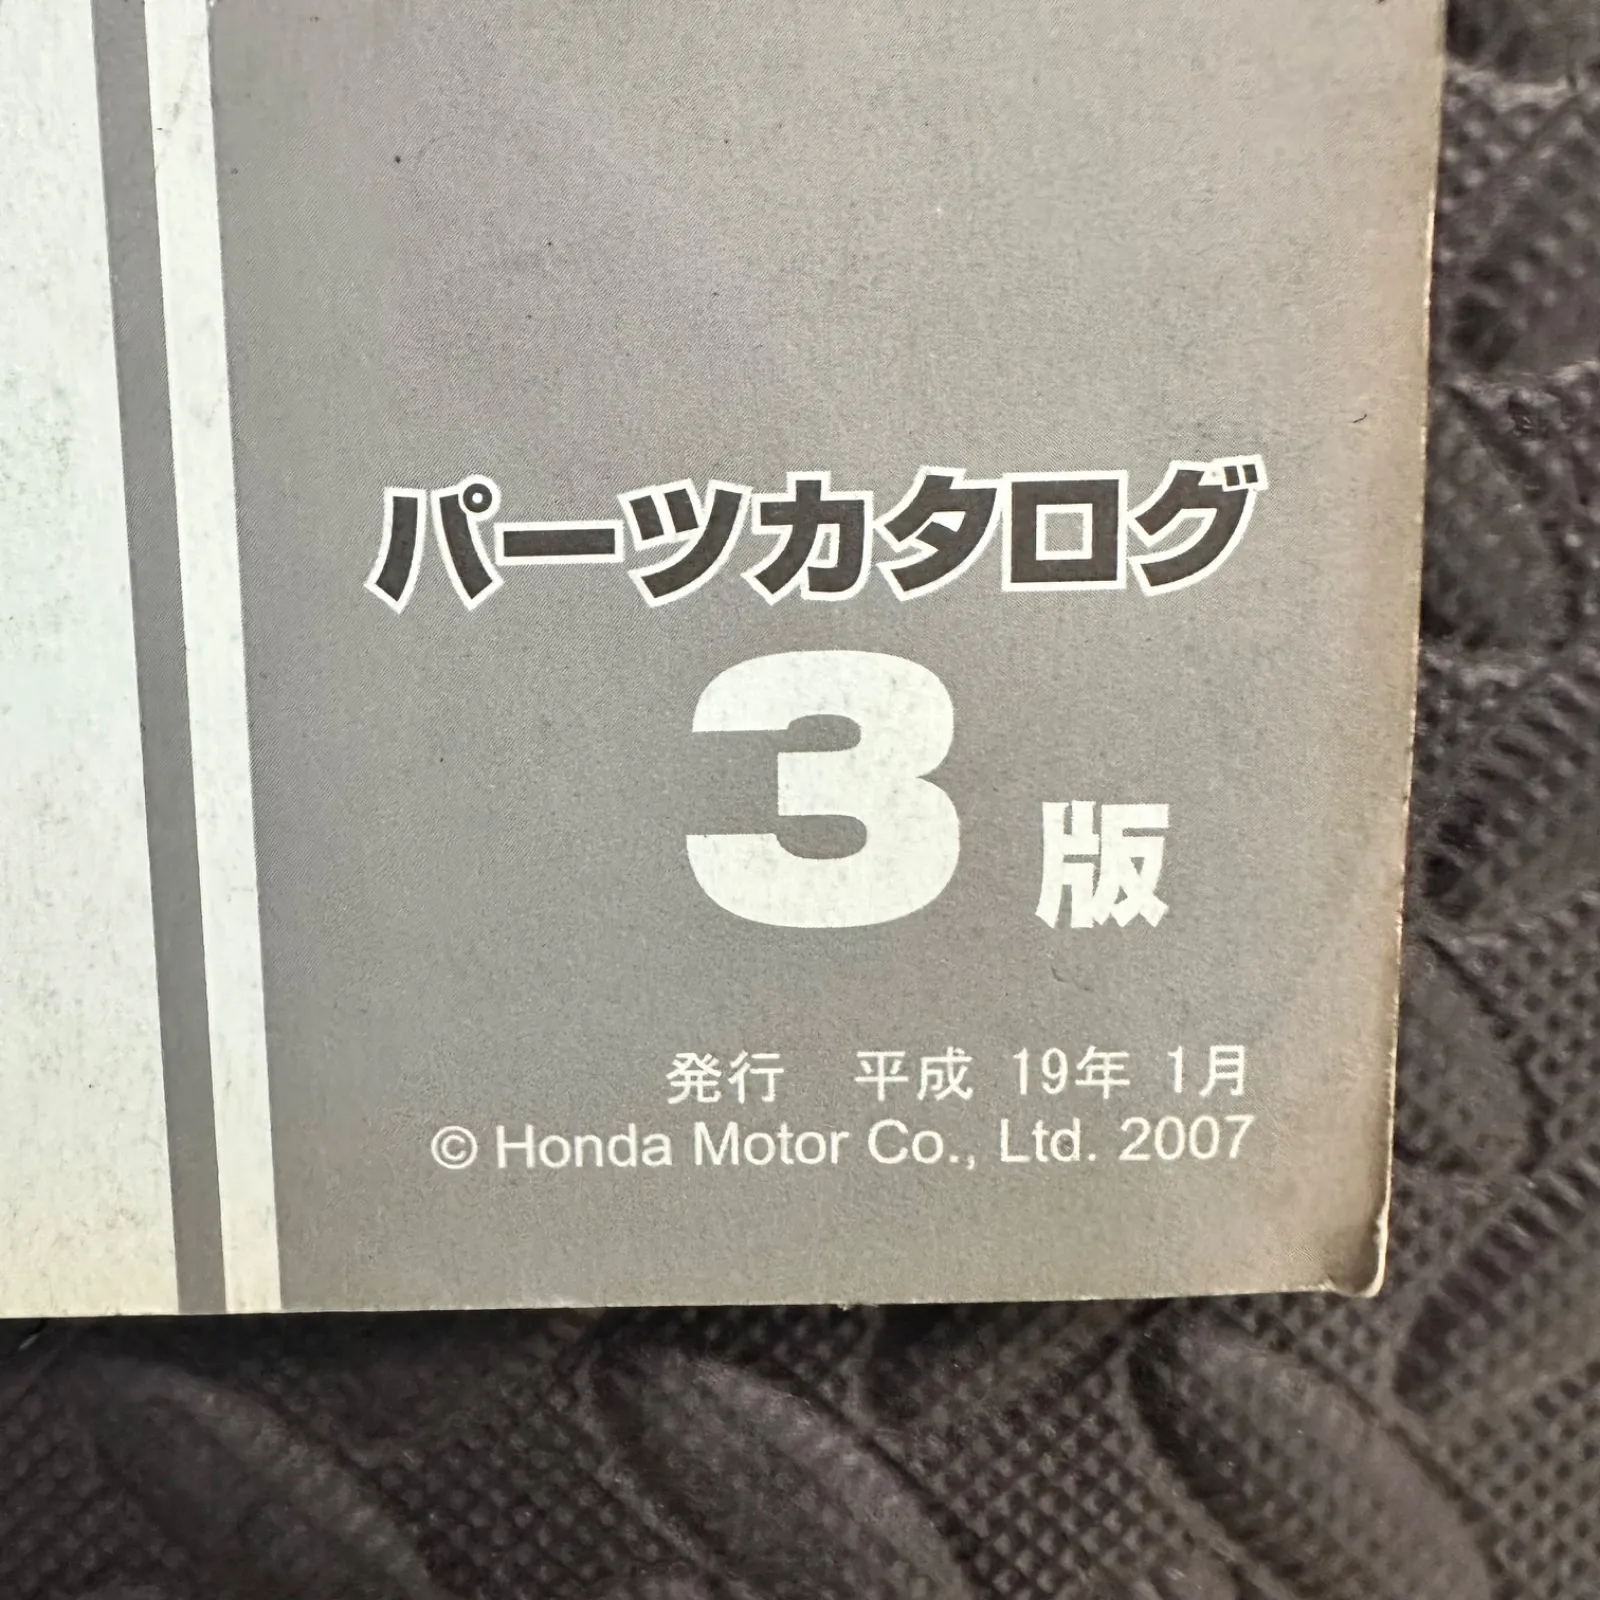 パーツカタログ
3 版
発行 平成 19年 1月
© Honda Motor Co., Ltd. 2007